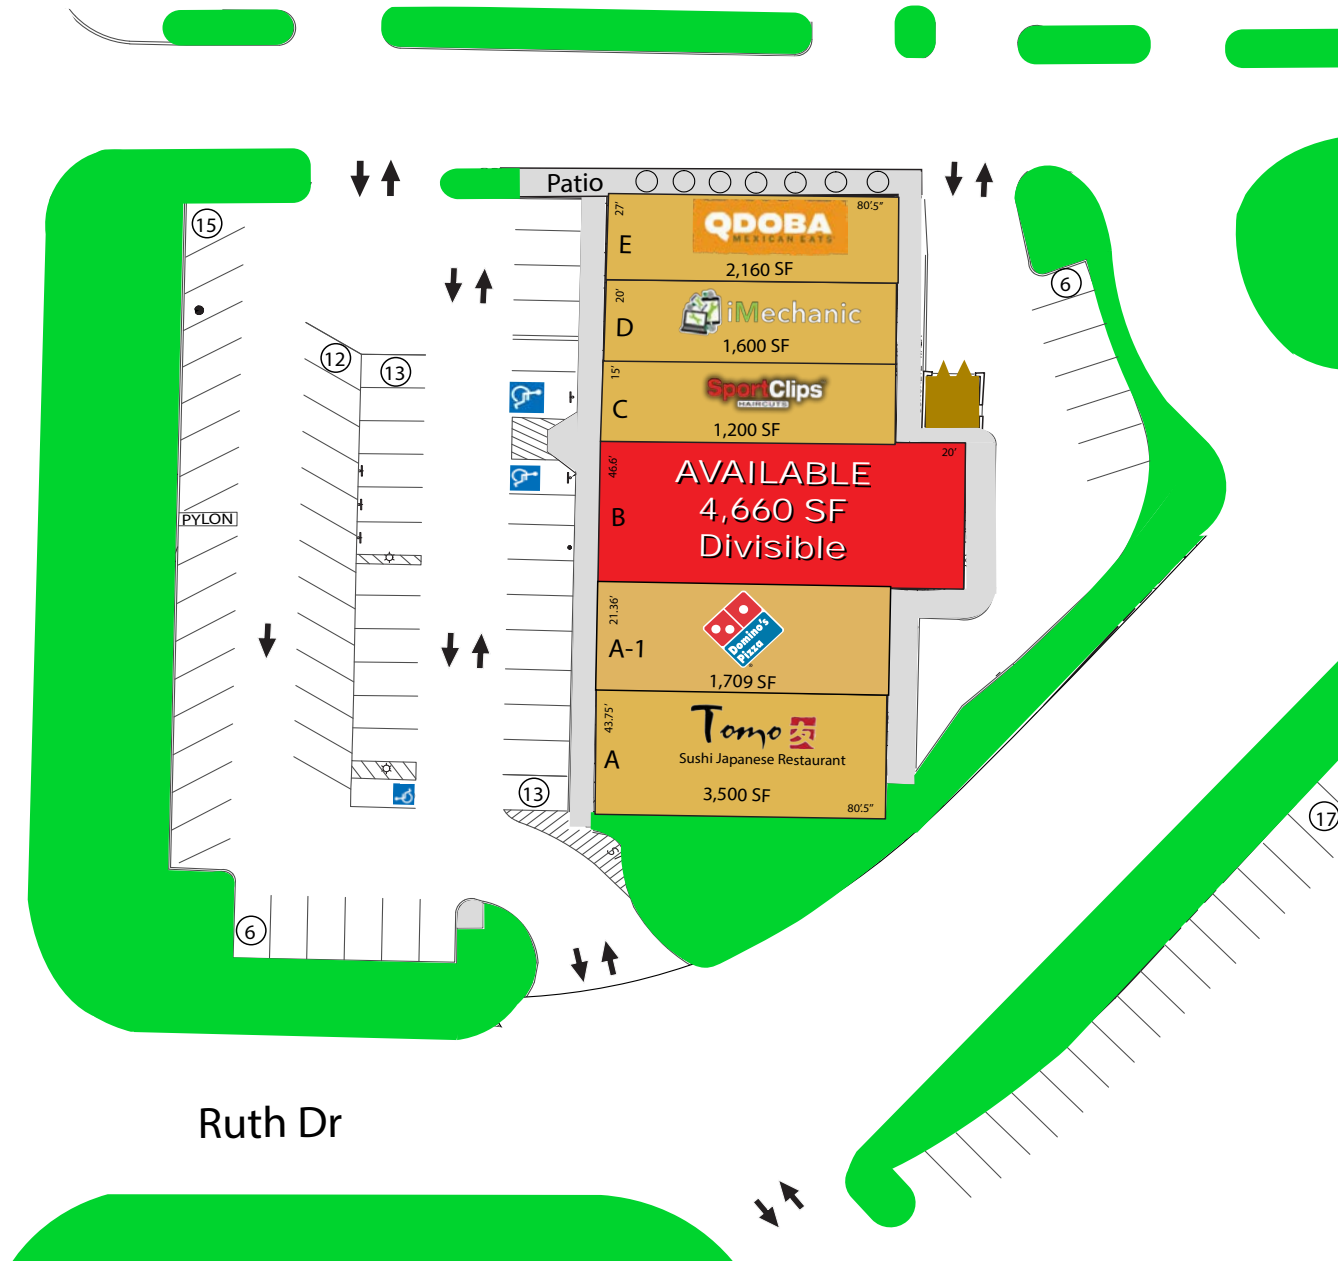 Patio
27'
80'.5"
E
QDOBA
MEXICAN EATS
2,160 SF
15
6
20'
D
iMechanic
1,600 SF
12
13
15'
C
SportClips
HAIRCUTS
1,200 SF
46.6'
20'
B
AVAILABLE
4,660 SF
Divisible
PYLON
21.36'
A-1
Domino's
Pizza
1,709 SF
43.75'
A
Tomo 友
Sushi Japanese Restaurant
3,500 SF
80'.5"
13
17
5'
6
Ruth Dr